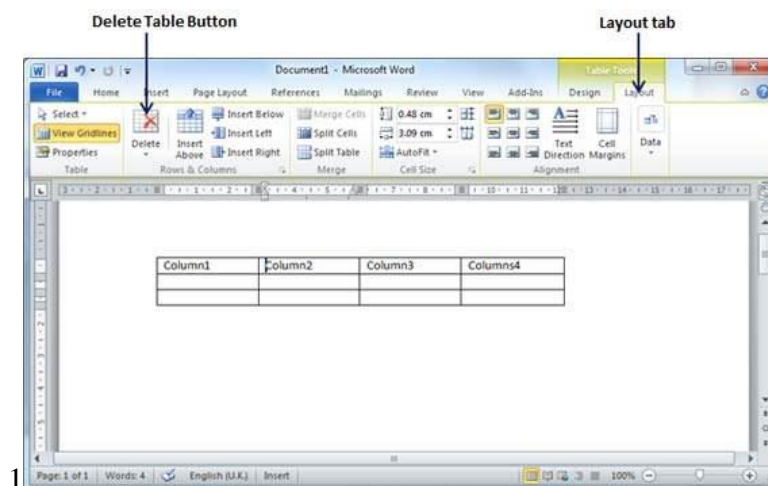 Delete Table Button Layout tab
Document1 - Microsoft Word Table Tools
File Home Insert Page Layout References Mailings Review View Add-Ins Design Layout
Select Insert Below Merge Cells 0.48 cm
View Gridlines Delete Insert Above Insert Left Split Cells 3.09 cm Text Direction Cell Margins Data
Properties Insert Right Split Table AutoFit
Table Rows & Columns Merge Cell Size Alignment
Column1 Column2 Column3 Columns4
1
Page: 1 of 1 Words: 4 English (U.K.) Insert 100%